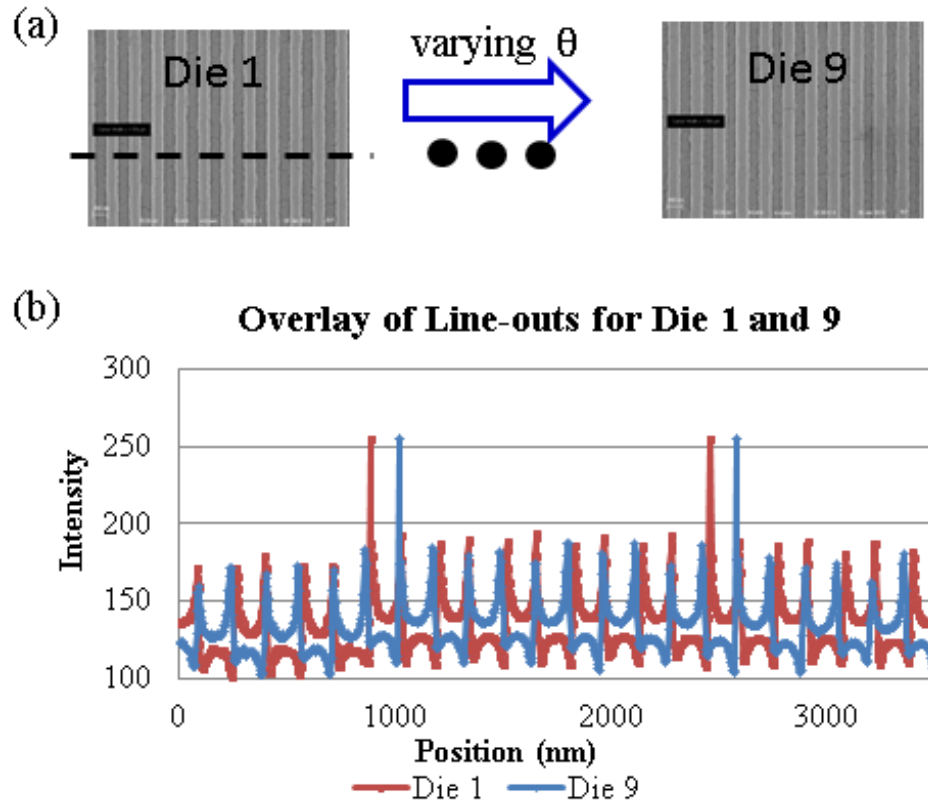 (a)
Die 1
varying θ
Die 9
(b)
Overlay of Line-outs for Die 1 and 9
300
250
200
150
100
Intensity
0 1000 2000 3000
Position (nm)
Die 1 Die 9